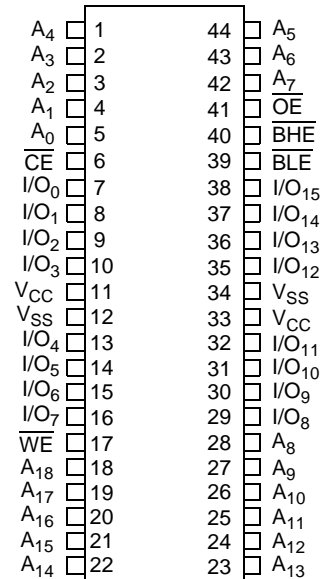 A4 1 44 A5
A3 2 43 A6
A2 3 42 A7
A1 4 41 OE
A0 5 40 BHE
CE 6 39 BLE
I/O0 7 38 I/O15
I/O1 8 37 I/O14
I/O2 9 36 I/O13
I/O3 10 35 I/O12
VCC 11 34 VSS
VSS 12 33 VCC
I/O4 13 32 I/O11
I/O5 14 31 I/O10
I/O6 15 30 I/O9
I/O7 16 29 I/O8
WE 17 28 A8
A18 18 27 A9
A17 19 26 A10
A16 20 25 A11
A15 21 24 A12
A14 22 23 A13